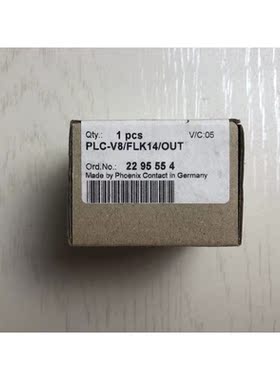 Qty.: 1 pcs V/C:05
PLC-V8/FLK14/OUT
Ord.No.: 22 95 55 4
Made by Phoenix Contact in Germany